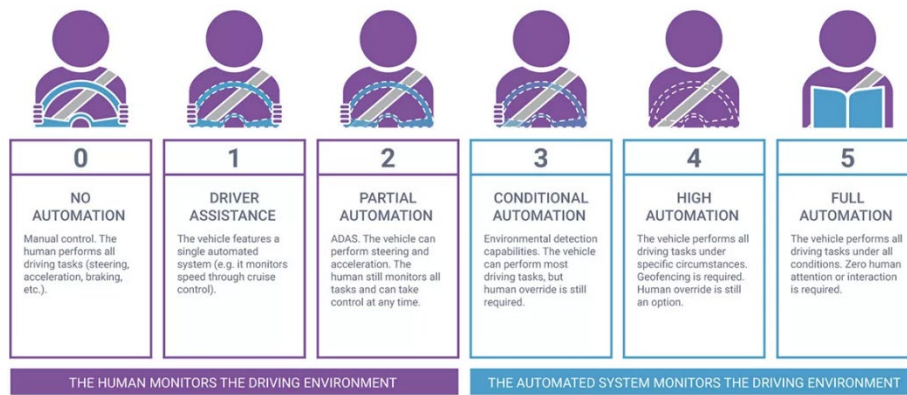 0
NO
AUTOMATION
Manual control. The
human performs all
driving tasks (steering,
acceleration, braking,
etc.).
1
DRIVER
ASSISTANCE
The vehicle features a
single automated
system (e.g. it monitors
speed through cruise
control).
2
PARTIAL
AUTOMATION
ADAS. The vehicle can
perform steering and
acceleration. The
human still monitors all
tasks and can take
control at any time.
3
CONDITIONAL
AUTOMATION
Environmental detection
capabilities. The vehicle
can perform most
driving tasks, but
human override is still
required.
4
HIGH
AUTOMATION
The vehicle performs all
driving tasks under
specific circumstances.
Geofencing is required.
Human override is still
an option.
5
FULL
AUTOMATION
The vehicle performs all
driving tasks under all
conditions. Zero human
attention or interaction
is required.
THE HUMAN MONITORS THE DRIVING ENVIRONMENT
THE AUTOMATED SYSTEM MONITORS THE DRIVING ENVIRONMENT